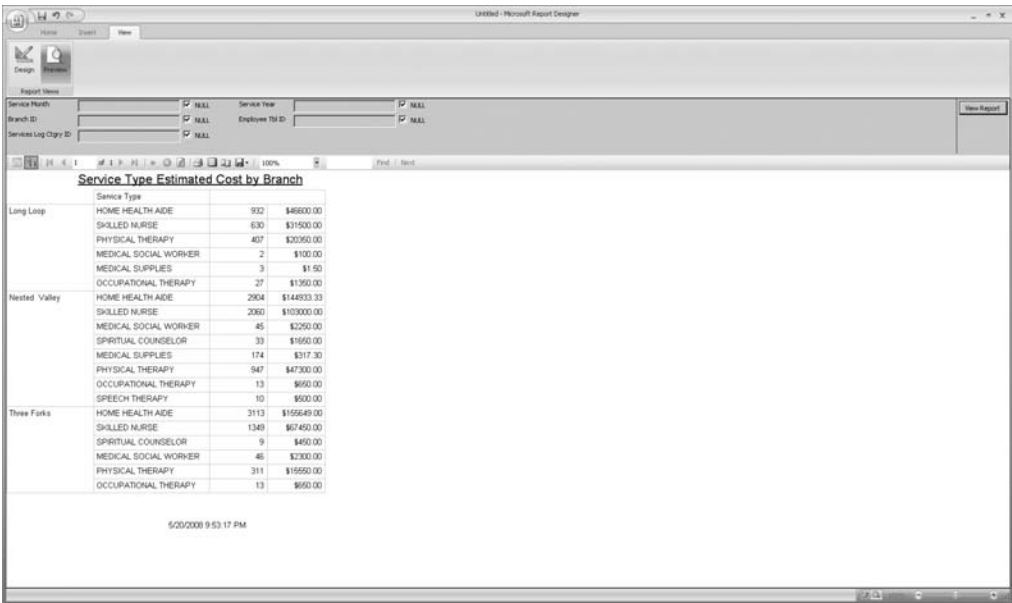 Untitled - Microsoft Report Designer
Home Insert View
Design Preview
Report Views
Service Month NULL Service Year NULL View Report
Branch ID NULL Employee Tbl ID NULL
Services Log Ctgry ID NULL
1 of 1 100% Find | Next
Service Type Estimated Cost by Branch
Service Type
Long Loop HOME HEALTH AIDE 932 $46600.00
SKILLED NURSE 630 $31500.00
PHYSICAL THERAPY 407 $20350.00
MEDICAL SOCIAL WORKER 2 $100.00
MEDICAL SUPPLIES 3 $1.50
OCCUPATIONAL THERAPY 27 $1350.00
Nested Valley HOME HEALTH AIDE 2904 $144933.33
SKILLED NURSE 2060 $103000.00
MEDICAL SOCIAL WORKER 45 $2250.00
SPIRITUAL COUNSELOR 33 $1650.00
MEDICAL SUPPLIES 174 $317.30
PHYSICAL THERAPY 947 $47300.00
OCCUPATIONAL THERAPY 13 $650.00
SPEECH THERAPY 10 $500.00
Three Forks HOME HEALTH AIDE 3113 $155649.00
SKILLED NURSE 1349 $67450.00
SPIRITUAL COUNSELOR 9 $450.00
MEDICAL SOCIAL WORKER 46 $2300.00
PHYSICAL THERAPY 311 $15550.00
OCCUPATIONAL THERAPY 13 $650.00
5/20/2008 9:53:17 PM